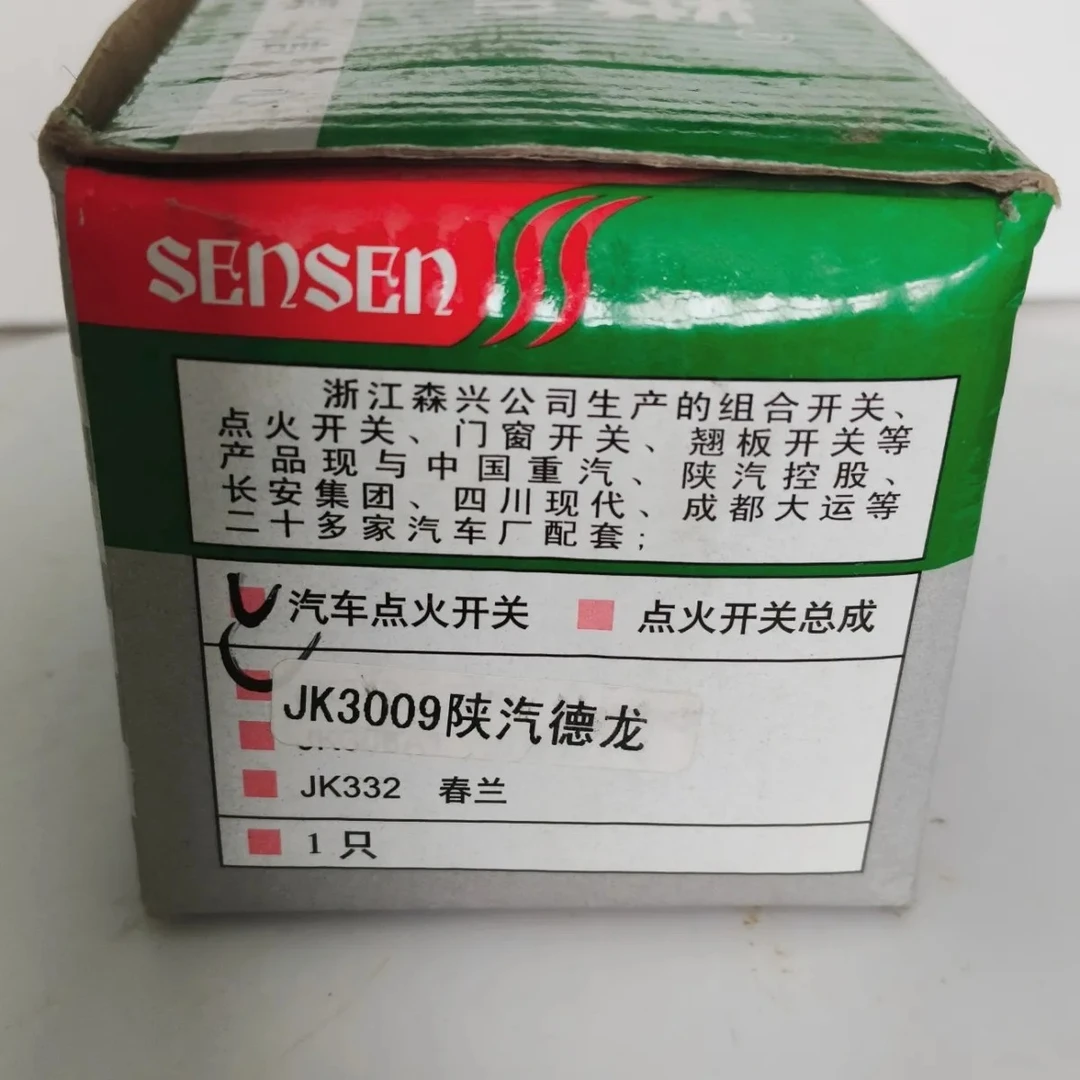 SENSEN
浙江森兴公司生产的组合开关、
点火开关、门窗开关、翘板开关等
产品现与中国重汽、陕汽控股、
长安集团、四川现代、成都大运等
二十多家汽车厂配套;
汽车点火开关 点火开关总成
JK3009陕汽德龙
JK332 春兰
1只